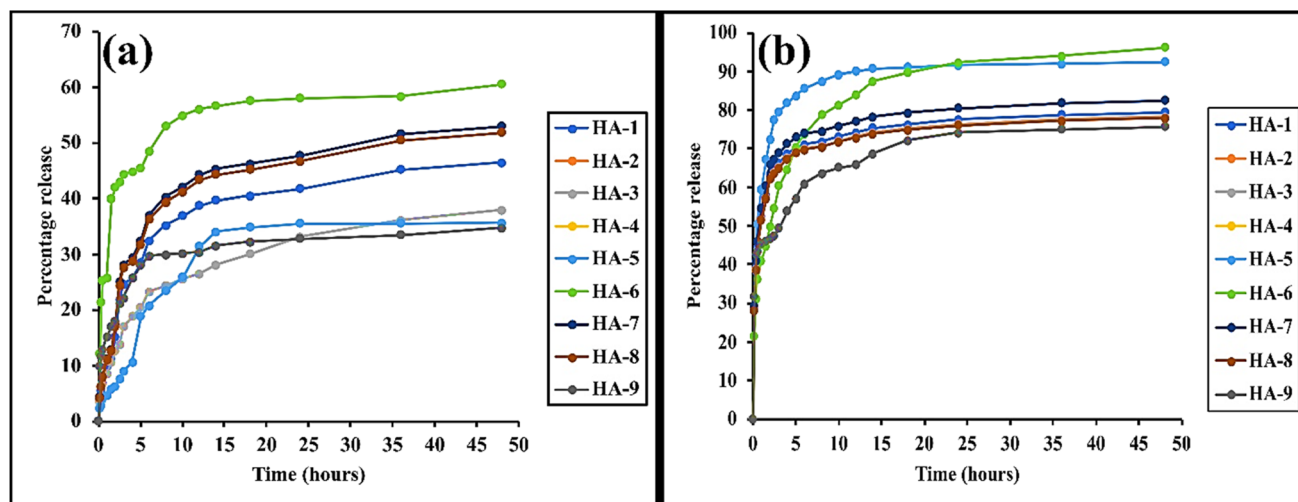 (a)
Percentage release
70
60
50
40
30
20
10
0
0 5 10 15 20 25 30 35 40 45 50
Time (hours)
HA-1
HA-2
HA-3
HA-4
HA-5
HA-6
HA-7
HA-8
HA-9
(b)
Percentage release
100
90
80
70
60
50
40
30
20
10
0
0 5 10 15 20 25 30 35 40 45 50
Time (hours)
HA-1
HA-2
HA-3
HA-4
HA-5
HA-6
HA-7
HA-8
HA-9